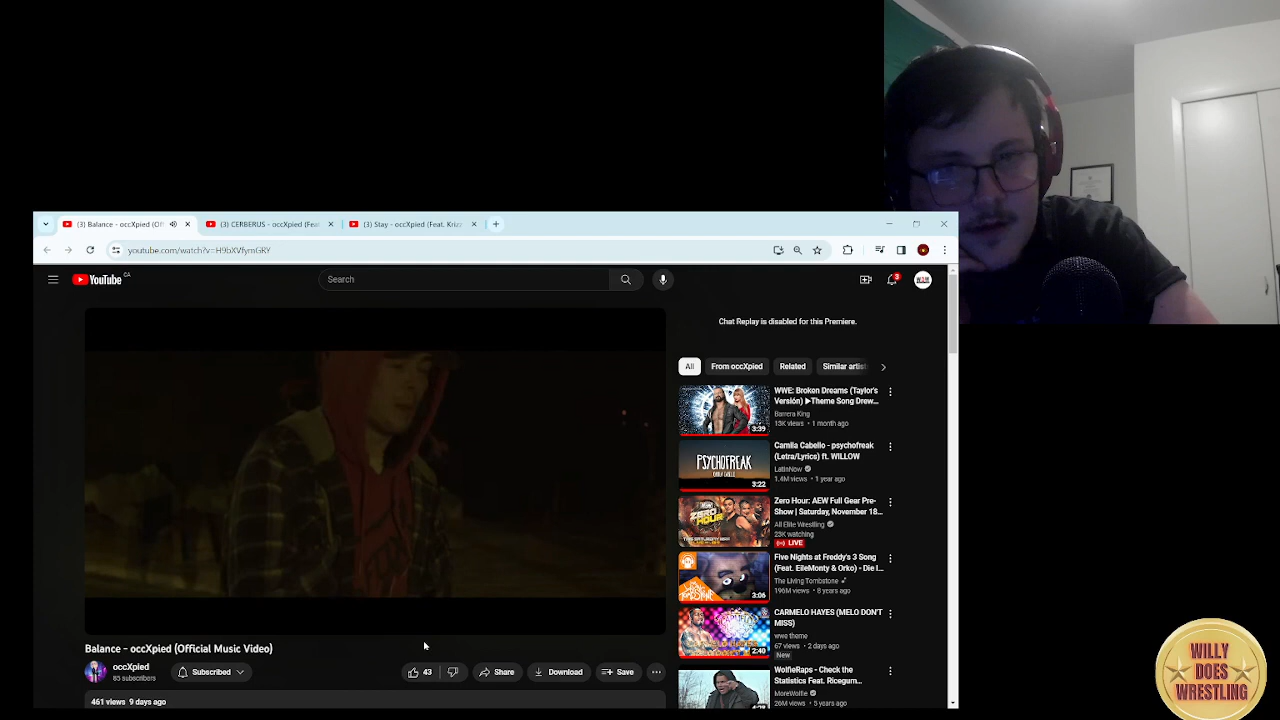 (3) Balance - occXpied (Of
(3) CERBERUS - occXpied (Fea
(3) Stay - occXpied (Feat. Krizz
youtube.com/watch?v=H9bXVfymGRY
YouTube CA
Search
3
Chat Replay is disabled for this Premiere.
All
From occXpied
Related
Similar artist
WWE: Broken Dreams (Taylor's
Versión) ▶Theme Song Drew...
Barrera King
13K views • 1 month ago
3:39
Camila Cabello - psychofreak
(Letra/Lyrics) ft. WILLOW
LatinNow
1.4M views • 1 year ago
PSYCHOFREAK
3:22
Zero Hour: AEW Full Gear Pre-
Show | Saturday, November 18...
All Elite Wrestling
23K watching
LIVE
ZERO
HOUR
Five Nights at Freddy's 3 Song
(Feat. EileMonty & Orko) - Die I...
The Living Tombstone
196M views • 8 years ago
3:06
CARMELO HAYES (MELO DON'T
MISS)
wwe theme
67 views • 2 days ago
New
2:40
WolfieRaps - Check the
Statistics Feat. Ricegum...
MoreWolfie
26M views • 5 years ago
Balance - occXpied (Official Music Video)
occXpied
85 subscribers
Subscribed
43
Share
Download
Save
461 views 9 days ago
WILLY
DOES
WRESTLING